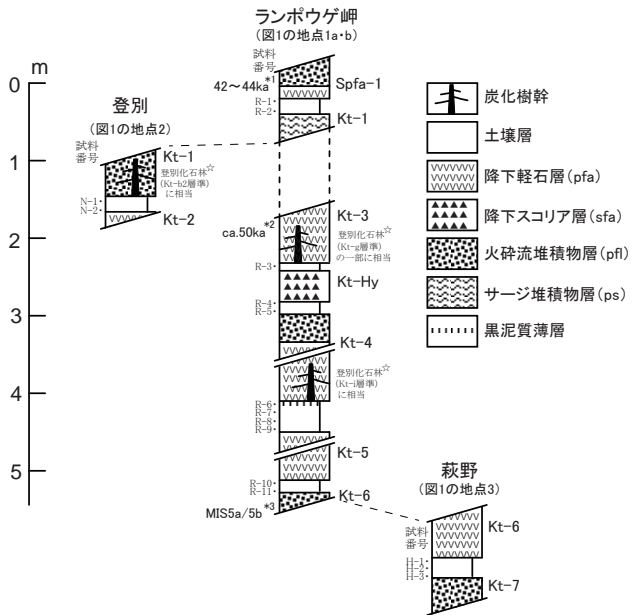 ランポウゲ岬
(図1の地点1a・b)
m
0
1
2
3
4
5
試料
番号
42～44ka*1
Spfa-1
R-1
R-2
Kt-1
登別
(図1の地点2)
試料
番号
Kt-1
登別化石林☆
(Kt-h2層準)
に相当
N-1
N-2
Kt-2
Kt-3
ca.50ka*2
登別化石林☆
(Kt-g層準)
の一部に相当
R-3
Kt-Hy
R-4
R-5
Kt-4
登別化石林☆
(Kt-i層準)
に相当
R-6
R-7
R-8
R-9
Kt-5
R-10
R-11
Kt-6
MIS5a/5b*3
萩野
(図1の地点3)
試料
番号
Kt-6
H-1
H-2
H-3
Kt-7
炭化樹幹
土壌層
降下軽石層(pfa)
降下スコリア層(sfa)
火砕流堆積物層(pfl)
サージ堆積物層(ps)
黒泥質薄層